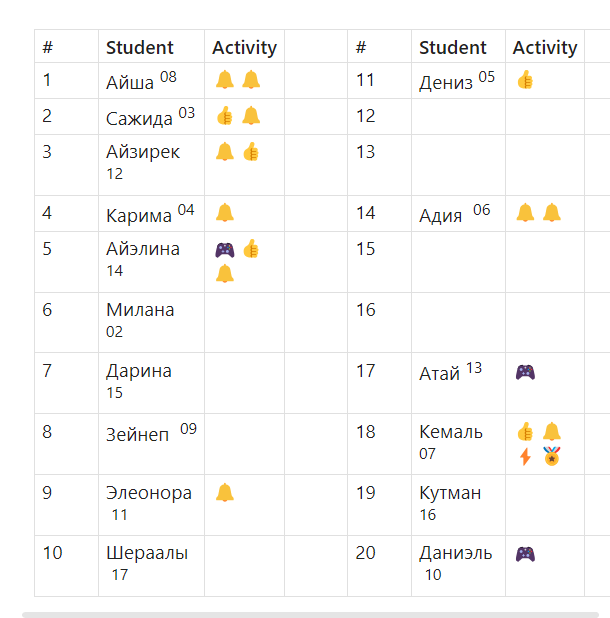 # Student Activity # Student Activity
1 Айша 08 🔔 🔔 11 Дениз 05 👍
2 Сажида 03 👍 🔔 12
3 Айзирек 🔔 👍 13
12
4 Карима 04 🔔 14 Адия 06 🔔 🔔
5 Айэлина 🎮 👍 15
14 🔔
6 Милана 16
02
7 Дарина 17 Атай 13 🎮
15
8 Зейнеп 09 18 Кемаль 👍 🔔
07 ⚡ 🏅
9 Элеонора 🔔 19 Кутман
11 16
10 Шераалы 20 Даниэль 🎮
17 10